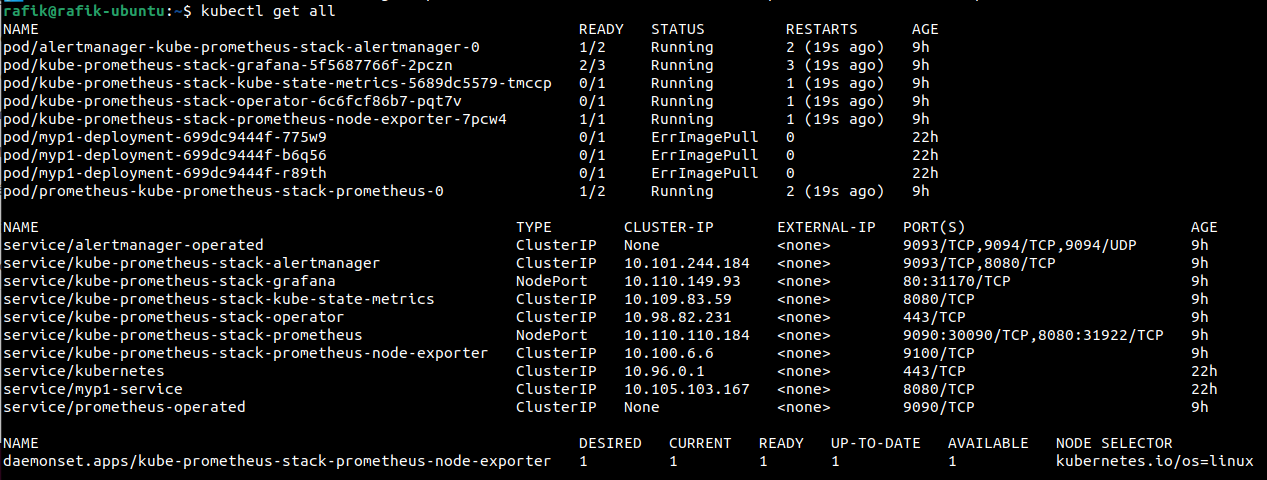 rafik@rafik-ubuntu:~$ kubectl get all
NAME READY STATUS RESTARTS AGE
pod/alertmanager-kube-prometheus-stack-alertmanager-0 1/2 Running 2 (19s ago) 9h
pod/kube-prometheus-stack-grafana-5f5687766f-2pczn 2/3 Running 3 (19s ago) 9h
pod/kube-prometheus-stack-kube-state-metrics-5689dc5579-tmccp 0/1 Running 1 (19s ago) 9h
pod/kube-prometheus-stack-operator-6c6fcf86b7-pqt7v 0/1 Running 1 (19s ago) 9h
pod/kube-prometheus-stack-prometheus-node-exporter-7pcw4 1/1 Running 1 (19s ago) 9h
pod/myp1-deployment-699dc9444f-775w9 0/1 ErrImagePull 0 22h
pod/myp1-deployment-699dc9444f-b6q56 0/1 ErrImagePull 0 22h
pod/myp1-deployment-699dc9444f-r89th 0/1 ErrImagePull 0 22h
pod/prometheus-kube-prometheus-stack-prometheus-0 1/2 Running 2 (19s ago) 9h
NAME TYPE CLUSTER-IP EXTERNAL-IP PORT(S) AGE
service/alertmanager-operated ClusterIP None <none> 9093/TCP,9094/TCP,9094/UDP 9h
service/kube-prometheus-stack-alertmanager ClusterIP 10.101.244.184 <none> 9093/TCP,8080/TCP 9h
service/kube-prometheus-stack-grafana NodePort 10.110.149.93 <none> 80:31170/TCP 9h
service/kube-prometheus-stack-kube-state-metrics ClusterIP 10.109.83.59 <none> 8080/TCP 9h
service/kube-prometheus-stack-operator ClusterIP 10.98.82.231 <none> 443/TCP 9h
service/kube-prometheus-stack-prometheus NodePort 10.110.110.184 <none> 9090:30090/TCP,8080:31922/TCP 9h
service/kube-prometheus-stack-prometheus-node-exporter ClusterIP 10.100.6.6 <none> 9100/TCP 9h
service/kubernetes ClusterIP 10.96.0.1 <none> 443/TCP 22h
service/myp1-service ClusterIP 10.105.103.167 <none> 8080/TCP 22h
service/prometheus-operated ClusterIP None <none> 9090/TCP 9h
NAME DESIRED CURRENT READY UP-TO-DATE AVAILABLE NODE SELECTOR
daemonset.apps/kube-prometheus-stack-prometheus-node-exporter 1 1 1 1 1 kubernetes.io/os=linux